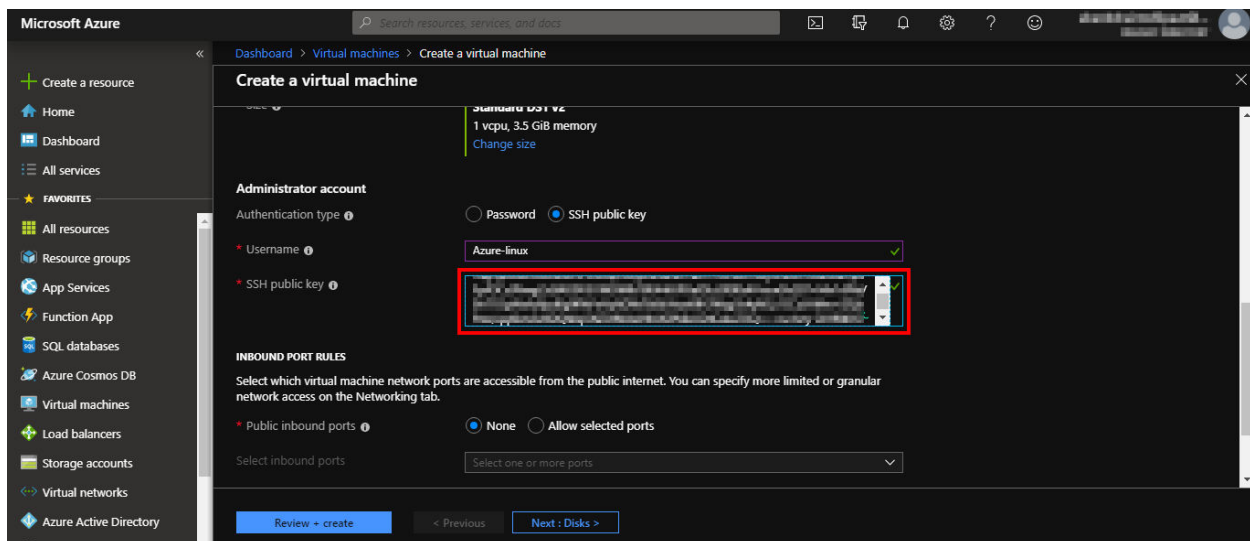 Microsoft Azure
Search resources, services, and docs
Dashboard > Virtual machines > Create a virtual machine
Create a virtual machine
Create a resource
Home
Dashboard
All services
FAVORITES
All resources
Resource groups
App Services
Function App
SQL databases
Azure Cosmos DB
Virtual machines
Load balancers
Storage accounts
Virtual networks
Azure Active Directory
Size
Standard DS1 v2
1 vcpu, 3.5 GiB memory
Change size
Administrator account
Authentication type
Password
SSH public key
* Username
Azure-linux
* SSH public key
INBOUND PORT RULES
Select which virtual machine network ports are accessible from the public internet. You can specify more limited or granular
network access on the Networking tab.
* Public inbound ports
None
Allow selected ports
Select inbound ports
Select one or more ports
Review + create
< Previous
Next : Disks >